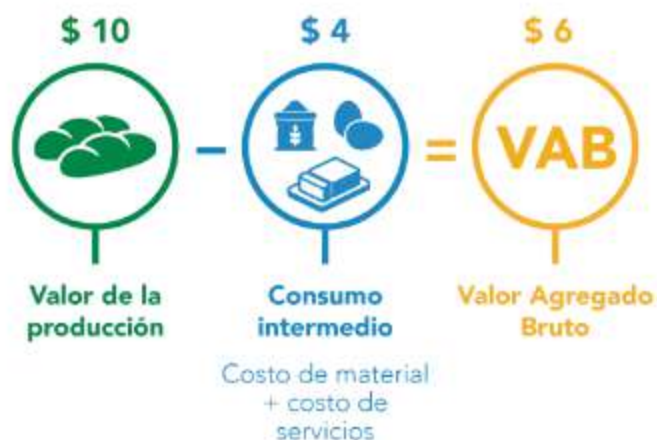 $ 10
$ 4
$ 6
VAB
Valor de la
producción
Consumo
intermedio
Costo de material
+ costo de
servicios
Valor Agregado
Bruto